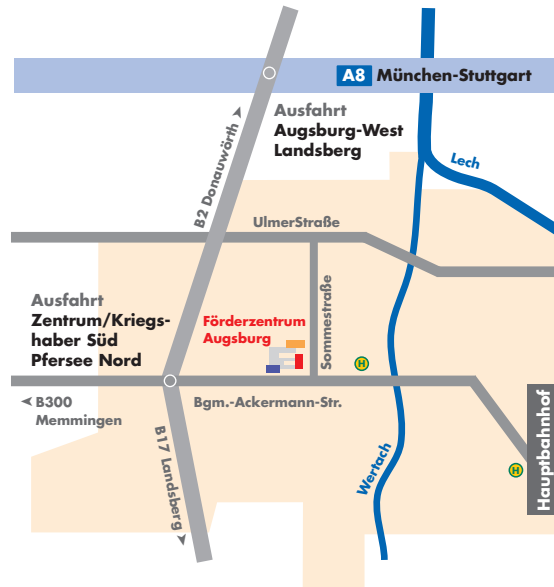 A8 München-Stuttgart
Ausfahrt
Augsburg-West
Landsberg
B2 Donauwörth
Lech
UlmerStraße
Ausfahrt
Zentrum/Kriegs-
haber Süd
Pfersee Nord
Förderzentrum
Augsburg
Sommestraße
H
B300
Memmingen
Bgm.-Ackermann-Str.
B17 Landsberg
Wertach
H
Hauptbahnhof